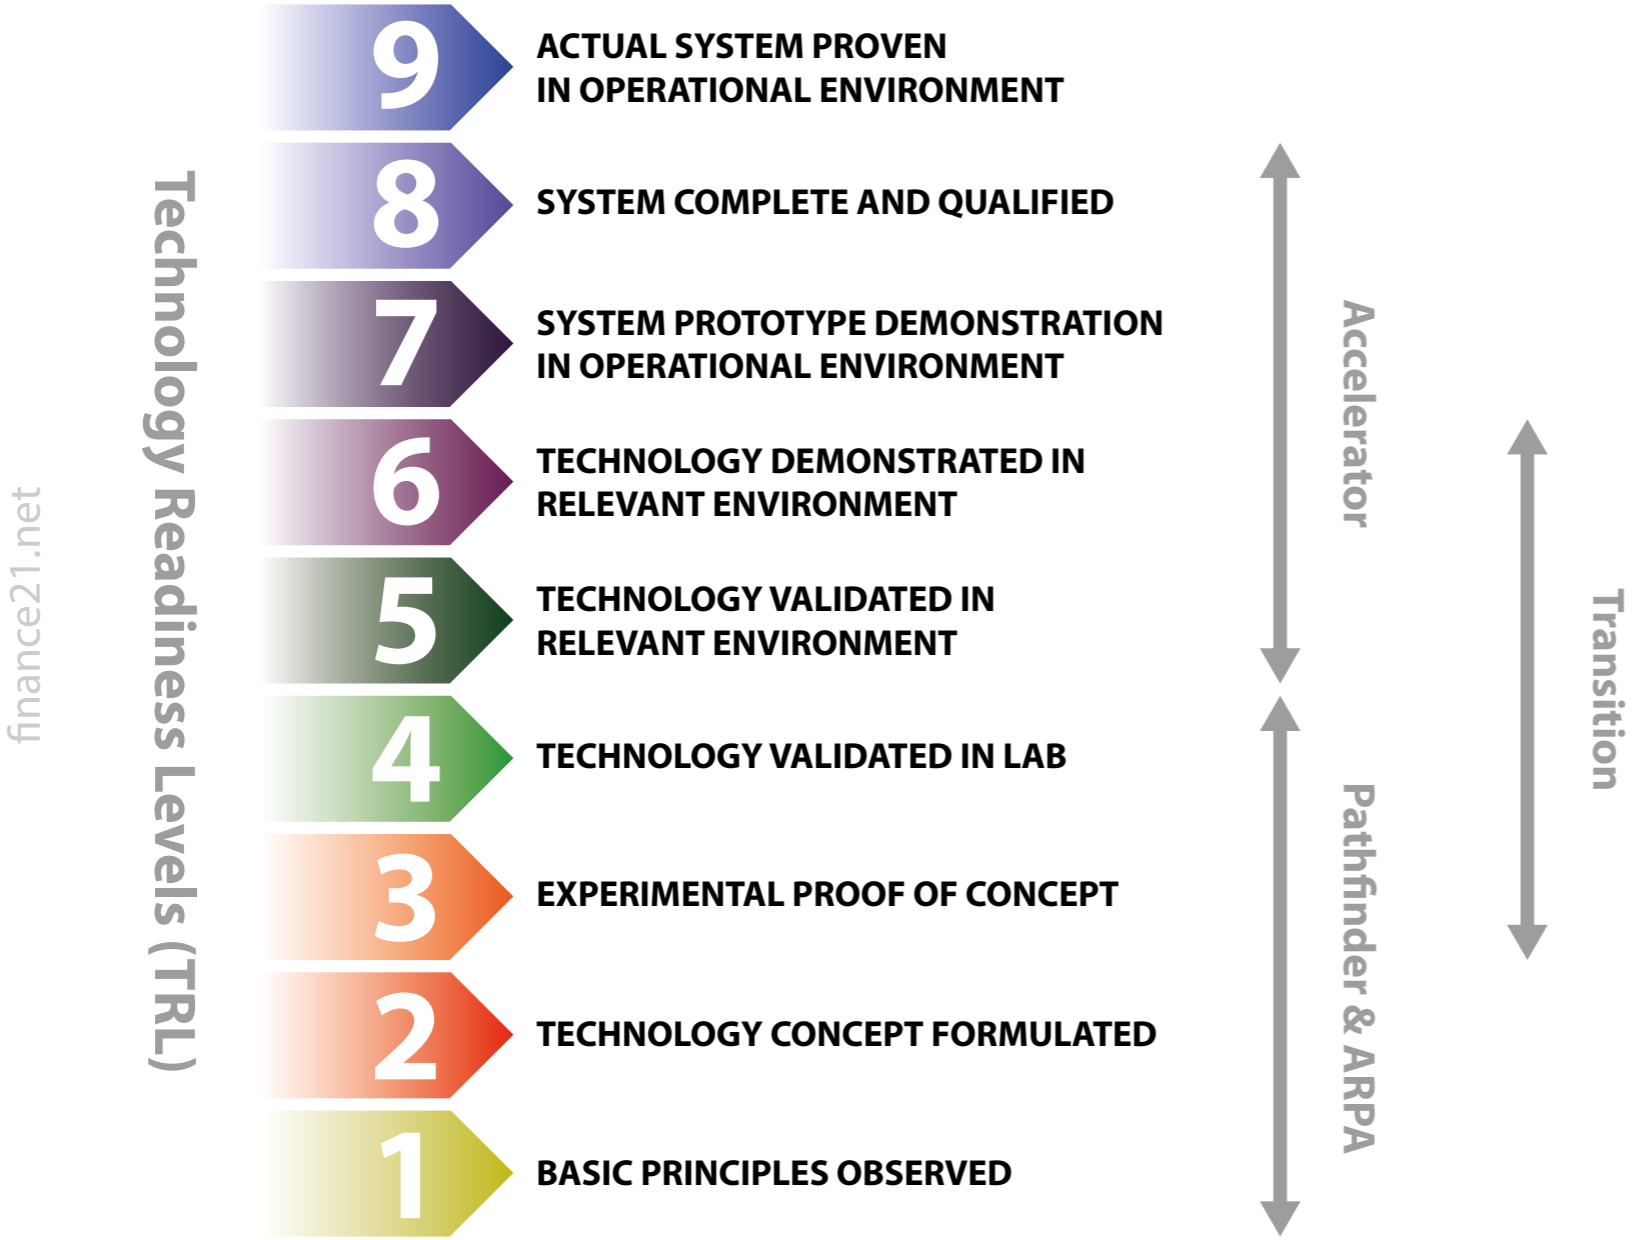 finance21.net
Technology Readiness Levels (TRL)
9
ACTUAL SYSTEM PROVEN
IN OPERATIONAL ENVIRONMENT
8
SYSTEM COMPLETE AND QUALIFIED
7
SYSTEM PROTOTYPE DEMONSTRATION
IN OPERATIONAL ENVIRONMENT
6
TECHNOLOGY DEMONSTRATED IN
RELEVANT ENVIRONMENT
5
TECHNOLOGY VALIDATED IN
RELEVANT ENVIRONMENT
4
TECHNOLOGY VALIDATED IN LAB
3
EXPERIMENTAL PROOF OF CONCEPT
2
TECHNOLOGY CONCEPT FORMULATED
1
BASIC PRINCIPLES OBSERVED
Accelerator
Pathfinder & ARPA
Transition